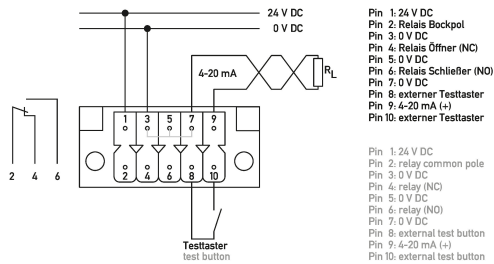 24 V DC
0 V DC
4-20 mA
RL
1 3 5 7 9
2 4 6 8 10
2 4 6
Testtaster
test button
Pin 1: 24 V DC
Pin 2: Relais Bockpol
Pin 3: 0 V DC
Pin 4: Relais Öffner (NC)
Pin 5: 0 V DC
Pin 6: Relais Schließer (NO)
Pin 7: 0 V DC
Pin 8: externer Testtaster
Pin 9: 4-20 mA (+)
Pin 10: externer Testtaster
Pin 1: 24 V DC
Pin 2: relay common pole
Pin 3: 0 V DC
Pin 4: relay (NC)
Pin 5: 0 V DC
Pin 6: relay (NO)
Pin 7: 0 V DC
Pin 8: external test button
Pin 9: 4-20 mA (+)
Pin 10: external test button